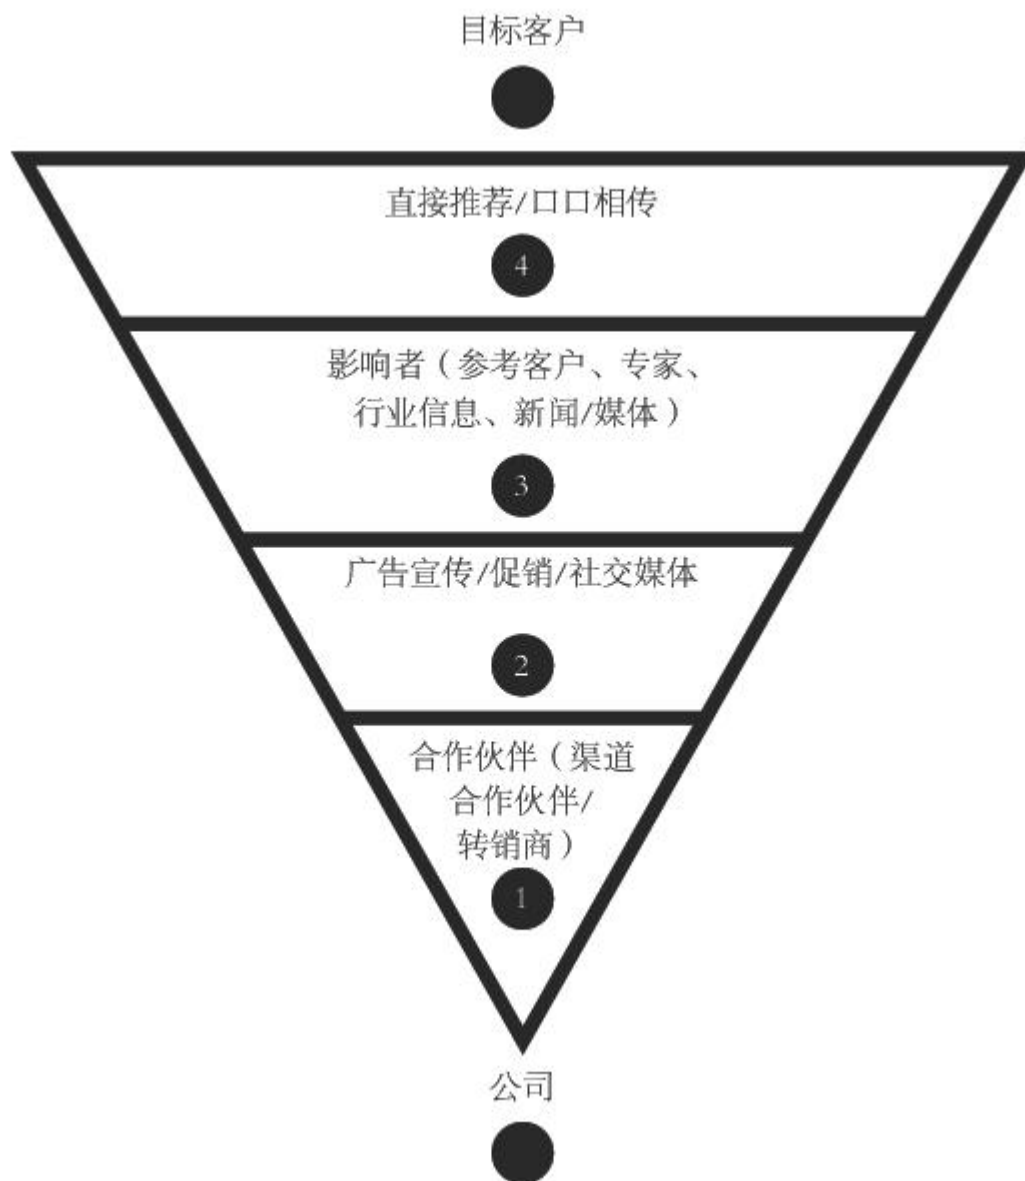 目标客户
直接推荐/口口相传
4
影响者（参考客户、专家、
行业信息、新闻/媒体）
3
广告宣传/促销/社交媒体
2
合作伙伴（渠道
合作伙伴/
转销商）
1
公司